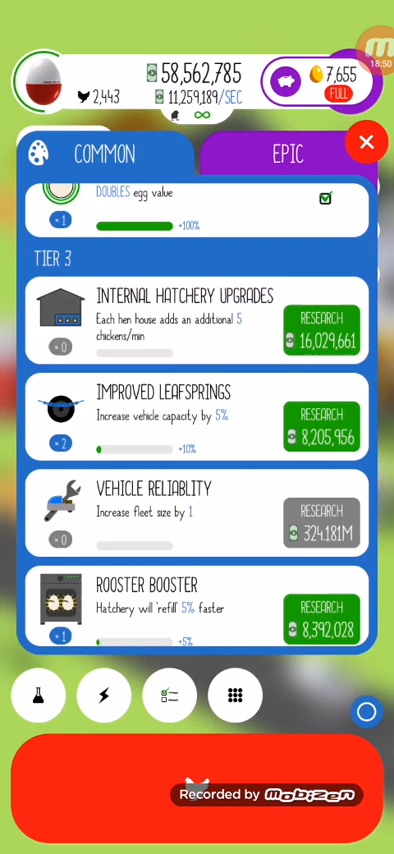 58,562,785
7,655
18:50
2,443
11,259,189/SEC
FULL
COMMON
EPIC
DOUBLES egg value
× 1
+100%
TIER 3
INTERNAL HATCHERY UPGRADES
Each hen house adds an additional 5
chickens/min
RESEARCH
16,029,661
× 0
IMPROVED LEAFSPRINGS
Increase vehicle capacity by 5%
RESEARCH
8,205,956
× 2
+10%
VEHICLE RELIABLITY
Increase fleet size by 1
RESEARCH
324.181M
× 0
ROOSTER BOOSTER
Hatchery will 'refill' 5% faster
RESEARCH
8,392,028
× 1
+5%
Recorded by mobizen